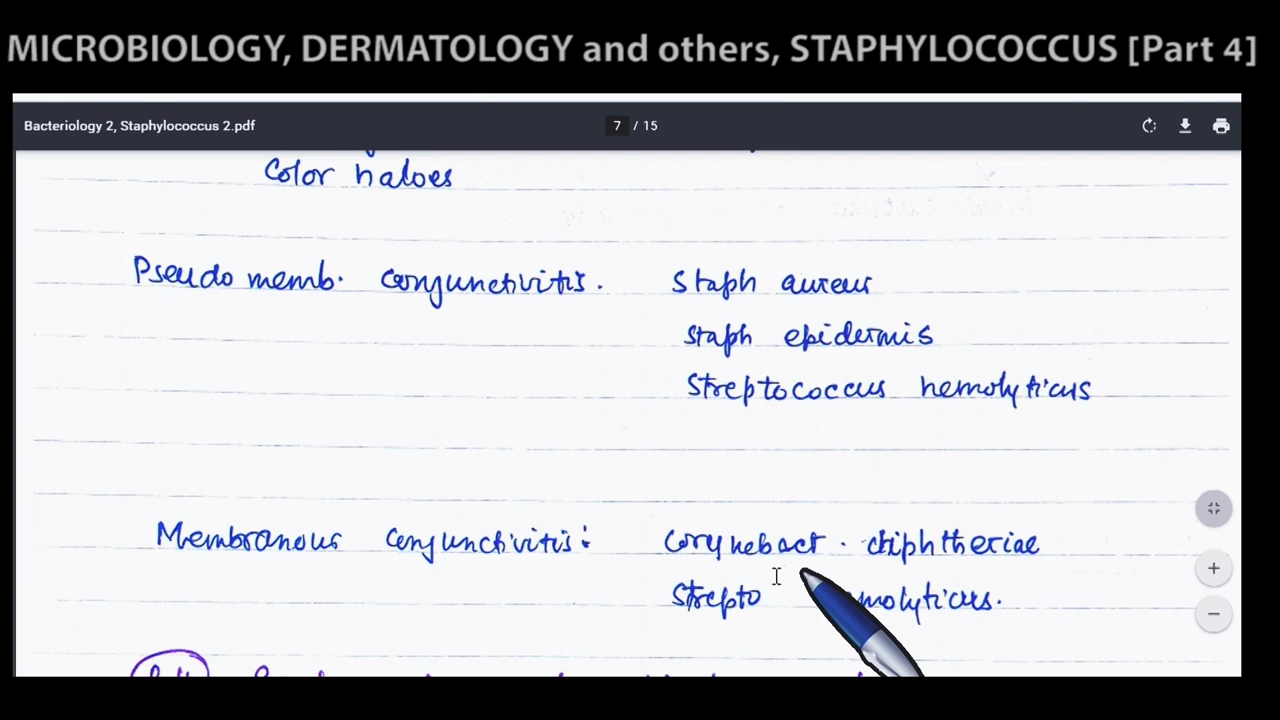 MICROBIOLOGY, DERMATOLOGY and others, STAPHYLOCOCCUS [Part 4]
Bacteriology 2, Staphylococcus 2.pdf 7 / 15
Color haloes
Pseudo memb. conjunctivitis. Staph aureus
Staph epidermis
Streptococcus hemolyticus
Membranous conjunctivitis: Corynebact. diphtheriae
Strepto molyticus.